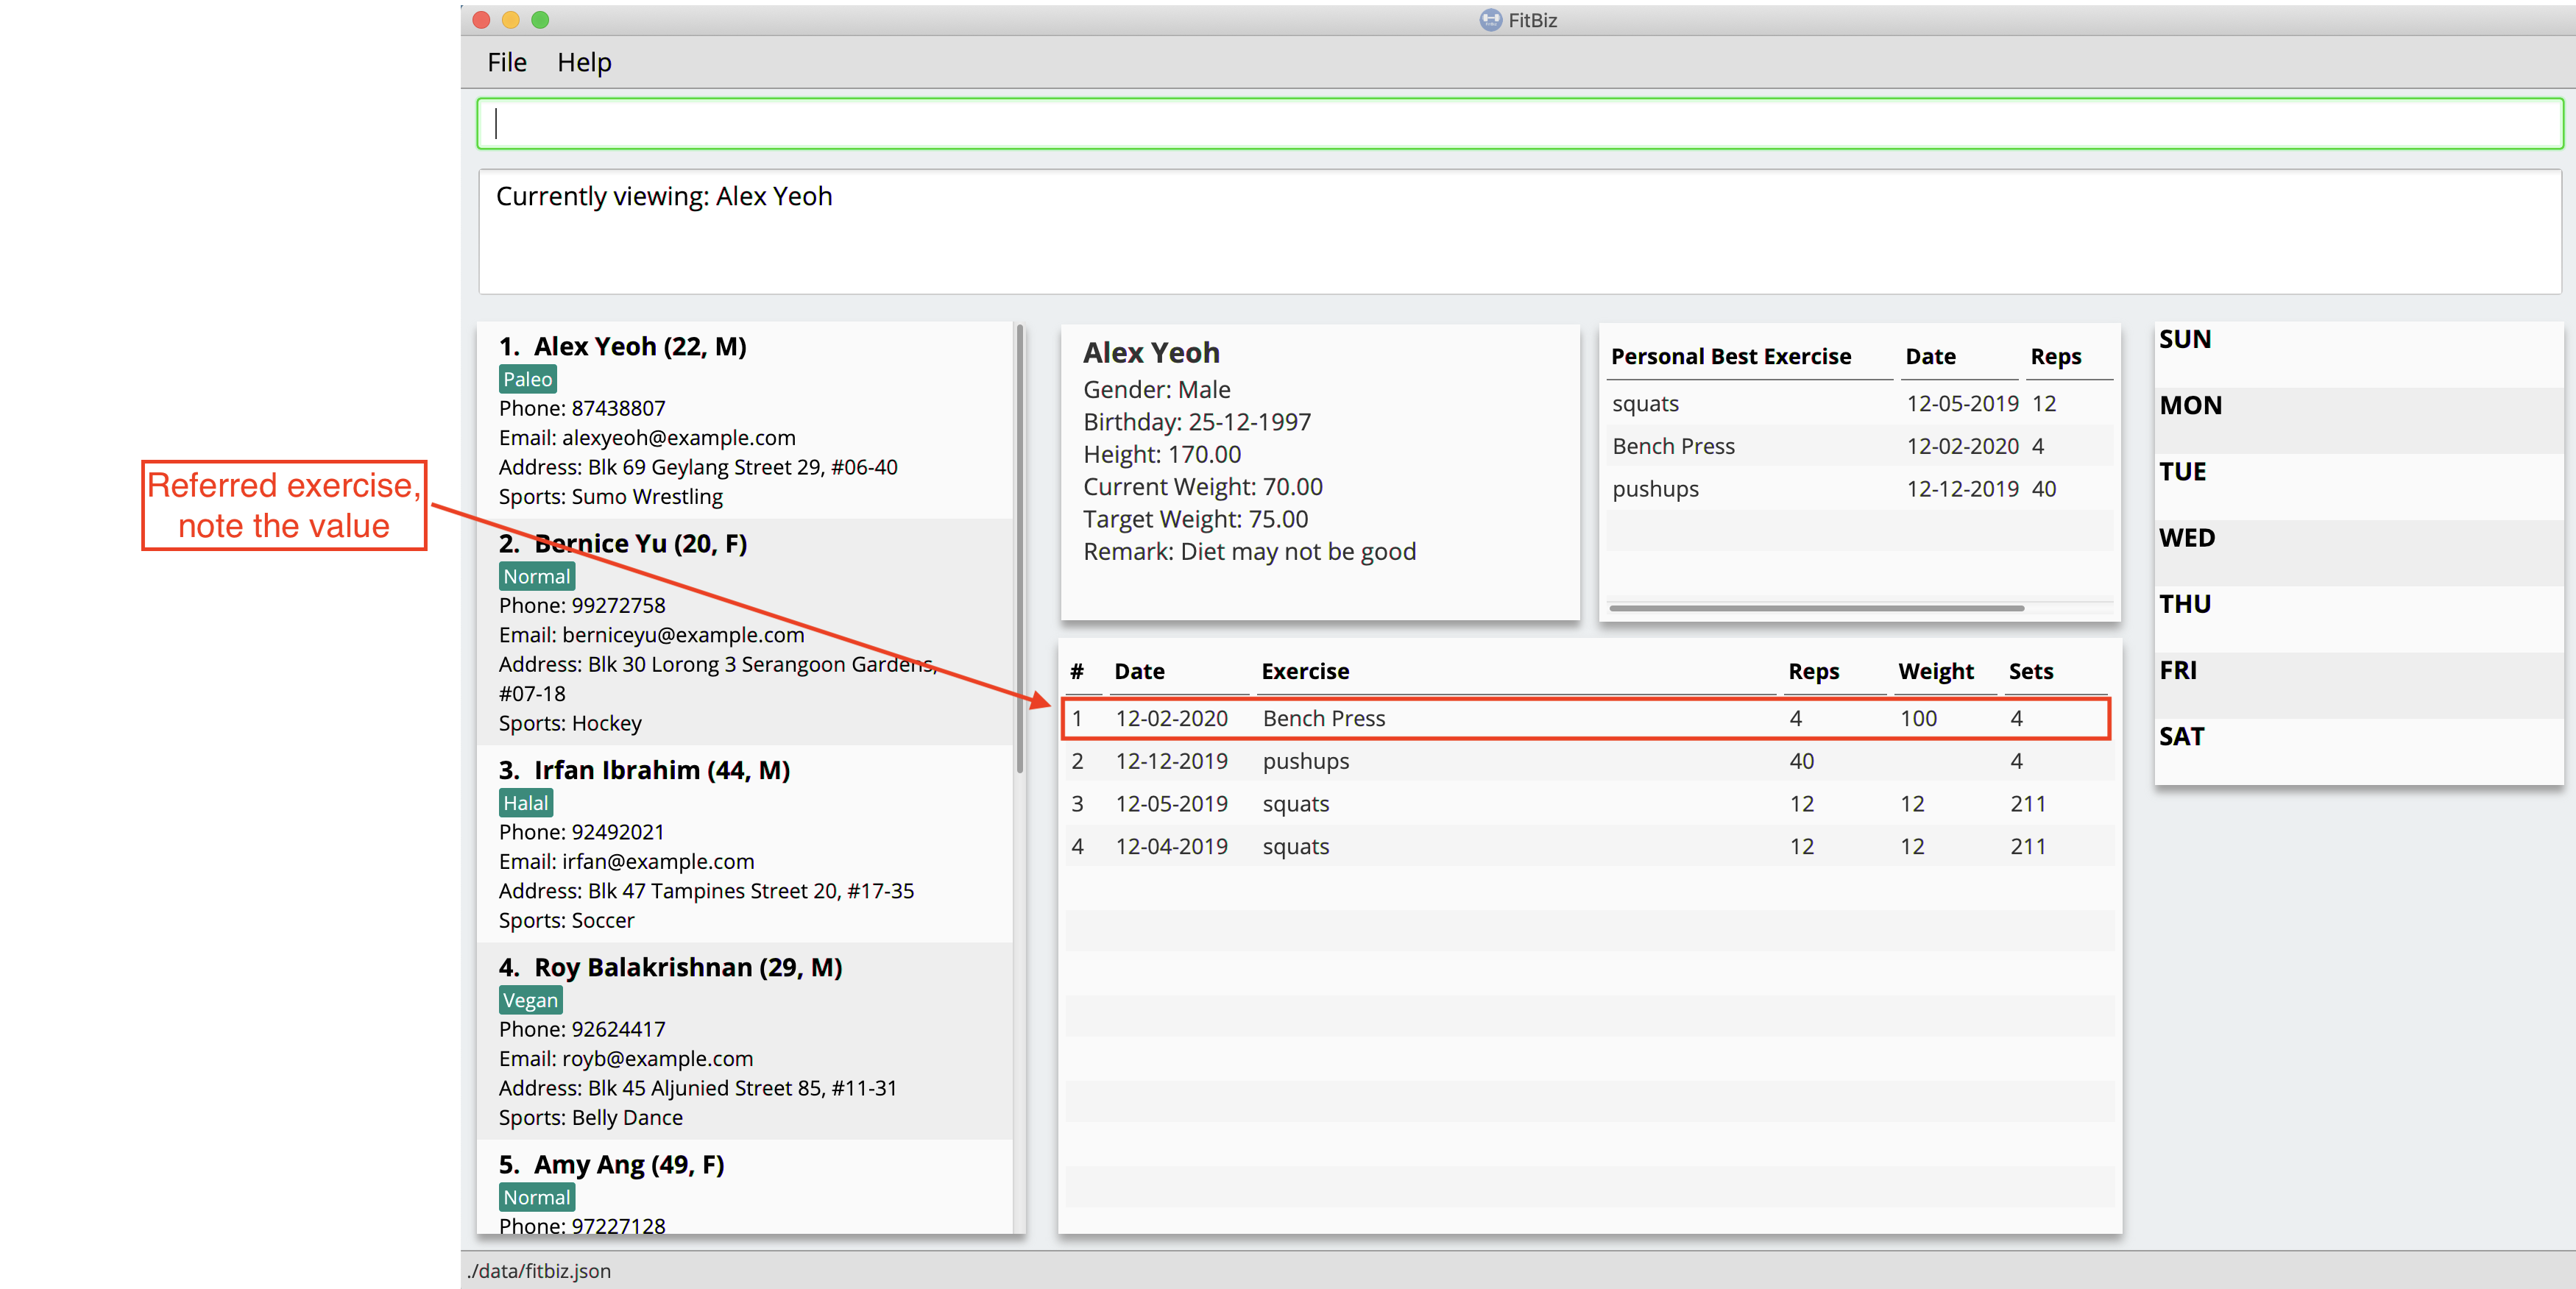 FitBiz
File Help
Currently viewing: Alex Yeoh
Referred exercise,
note the value
1. Alex Yeoh (22, M)
Paleo
Phone: 87438807
Email: alexyeoh@example.com
Address: Blk 69 Geylang Street 29, #06-40
Sports: Sumo Wrestling
2. Bernice Yu (20, F)
Normal
Phone: 99272758
Email: berniceyu@example.com
Address: Blk 30 Lorong 3 Serangoon Gardens,
#07-18
Sports: Hockey
3. Irfan Ibrahim (44, M)
Halal
Phone: 92492021
Email: irfan@example.com
Address: Blk 47 Tampines Street 20, #17-35
Sports: Soccer
4. Roy Balakrishnan (29, M)
Vegan
Phone: 92624417
Email: royb@example.com
Address: Blk 45 Aljunied Street 85, #11-31
Sports: Belly Dance
5. Amy Ang (49, F)
Normal
Phone: 97227128
Alex Yeoh
Gender: Male
Birthday: 25-12-1997
Height: 170.00
Current Weight: 70.00
Target Weight: 75.00
Remark: Diet may not be good
Personal Best Exercise Date Reps
squats 12-05-2019 12
Bench Press 12-02-2020 4
pushups 12-12-2019 40
# Date Exercise Reps Weight Sets
1 12-02-2020 Bench Press 4 100 4
2 12-12-2019 pushups 40 4
3 12-05-2019 squats 12 12 211
4 12-04-2019 squats 12 12 211
SUN
MON
TUE
WED
THU
FRI
SAT
./data/fitbiz.json